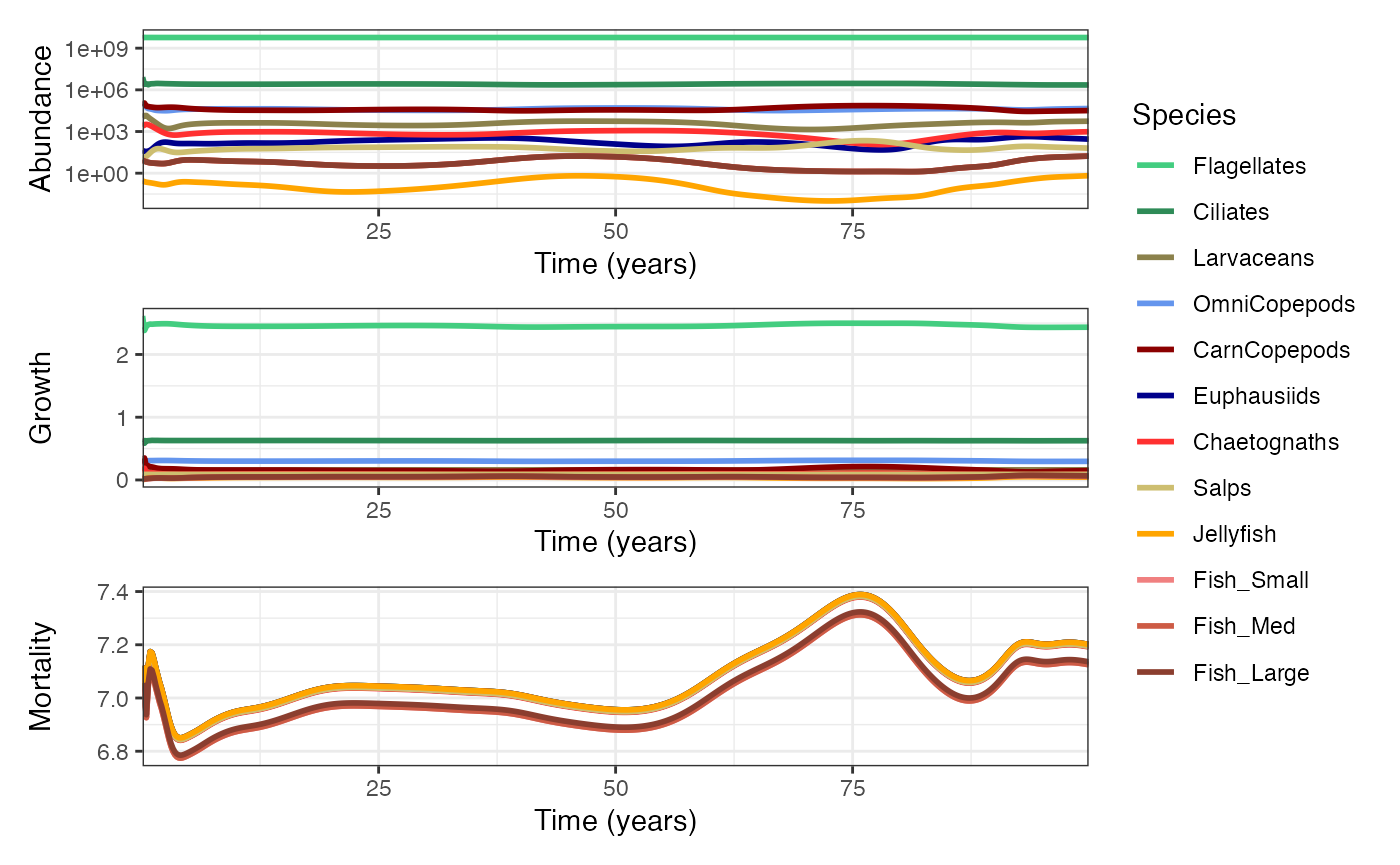 Abundance
1e+09
1e+06
1e+03
1e+00
25 50 75
Time (years)
Growth
2
1
0
25 50 75
Time (years)
Mortality
7.4
7.2
7.0
6.8
25 50 75
Time (years)
Species
Flagellates
Ciliates
Larvaceans
OmniCopepods
CarnCopepods
Euphausiids
Chaetognaths
Salps
Jellyfish
Fish_Small
Fish_Med
Fish_Large